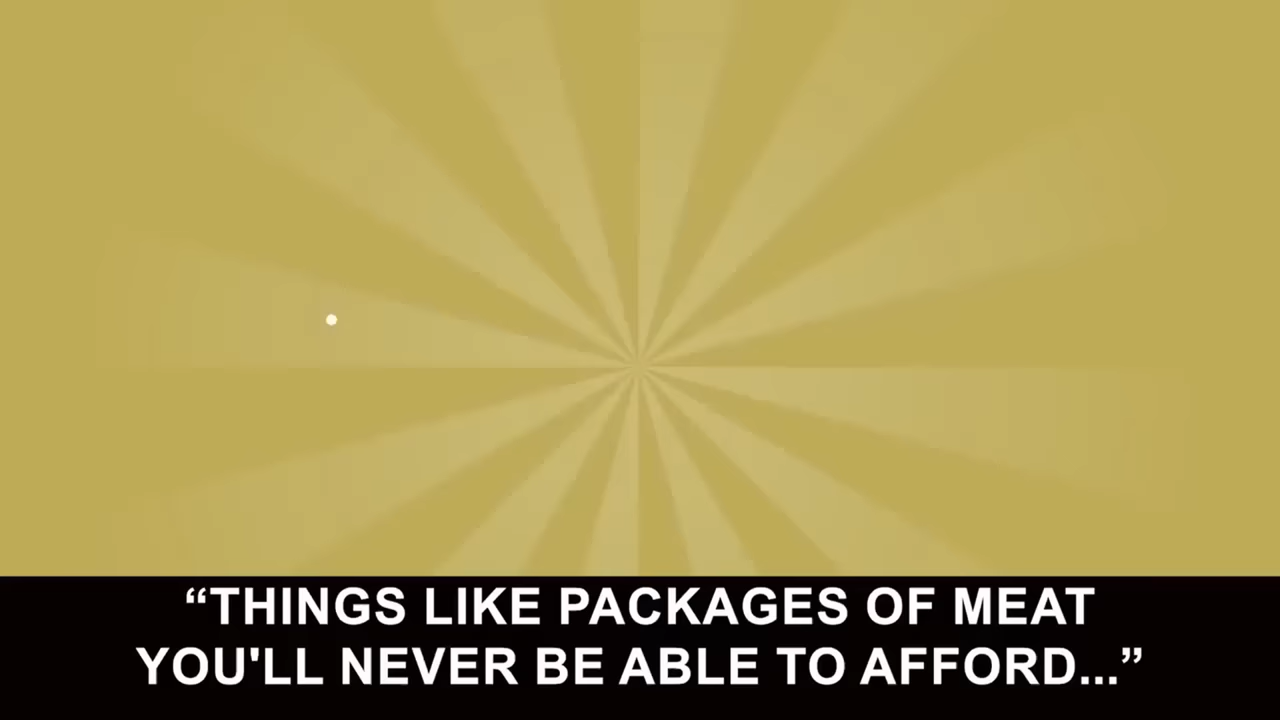 “THINGS LIKE PACKAGES OF MEAT
YOU'LL NEVER BE ABLE TO AFFORD...”